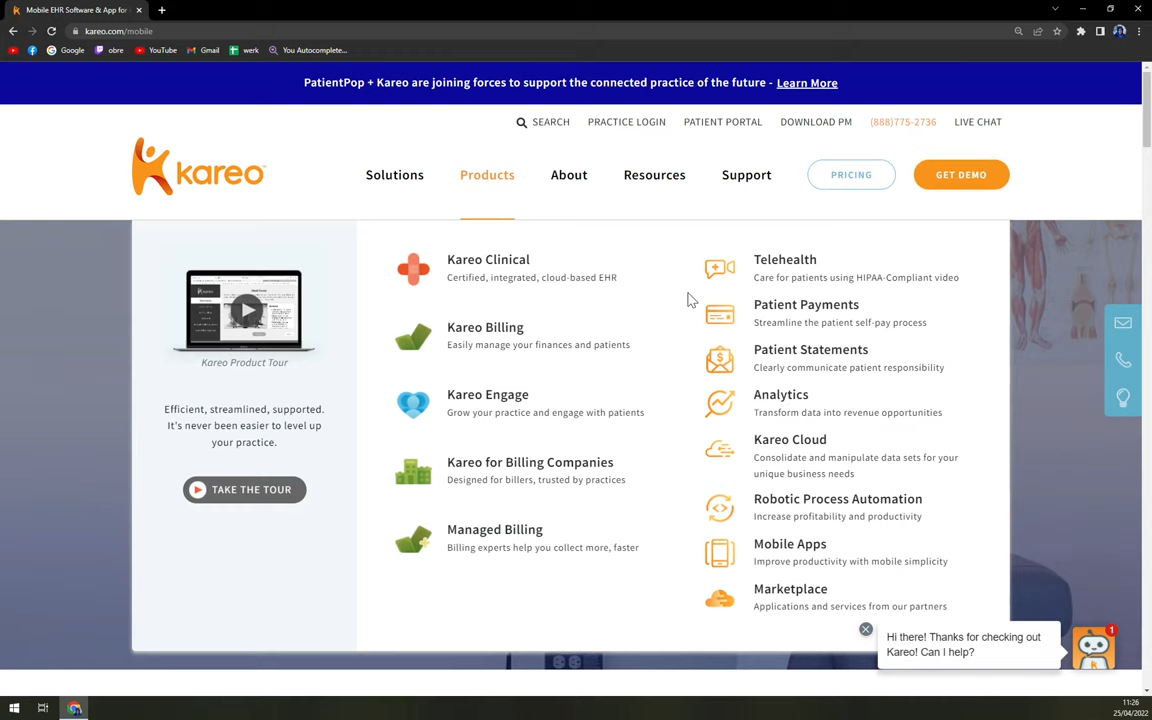 Mobile EHR Software & App for
kareo.com/mobile
Google
obre
YouTube
Gmail
werk
You Autocomplete...
PatientPop + Kareo are joining forces to support the connected practice of the future - Learn More
SEARCH
PRACTICE LOGIN
PATIENT PORTAL
DOWNLOAD PM
(888)775-2736
LIVE CHAT
kareo™
Solutions
Products
About
Resources
Support
PRICING
GET DEMO
Kareo Product Tour
Efficient, streamlined, supported.
It's never been easier to level up
your practice.
TAKE THE TOUR
Kareo Clinical
Certified, integrated, cloud-based EHR
Kareo Billing
Easily manage your finances and patients
Kareo Engage
Grow your practice and engage with patients
Kareo for Billing Companies
Designed for billers, trusted by practices
Managed Billing
Billing experts help you collect more, faster
Telehealth
Care for patients using HIPAA-Compliant video
Patient Payments
Streamline the patient self-pay process
Patient Statements
Clearly communicate patient responsibility
Analytics
Transform data into revenue opportunities
Kareo Cloud
Consolidate and manipulate data sets for your
unique business needs
Robotic Process Automation
Increase profitability and productivity
Mobile Apps
Improve productivity with mobile simplicity
Marketplace
Applications and services from our partners
Hi there! Thanks for checking out
Kareo! Can I help?
1
11:26
25/04/2022